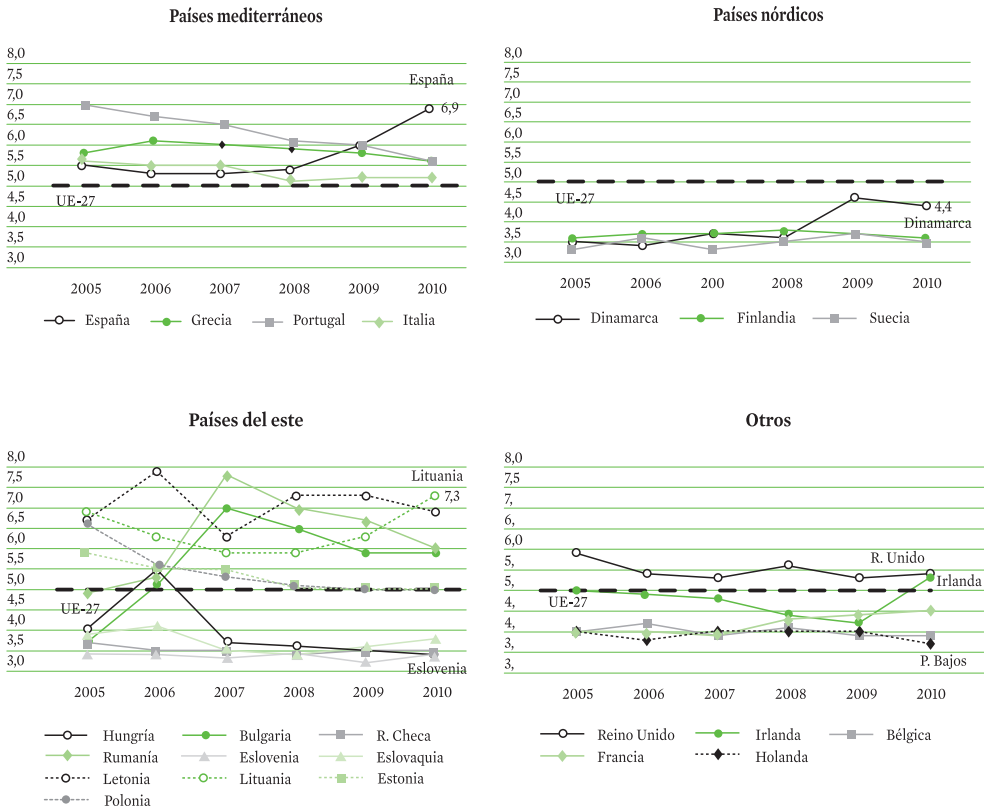 Países mediterráneos
8,0
7,5
7,0
6,5
6,0
5,5
5,0
4,5
4,0
3,5
3,0
España
6,9
UE-27
2005 2006 2007 2008 2009 2010
España Grecia Portugal Italia
Países nórdicos
8,0
7,5
7,0
6,5
6,0
5,5
5,0
4,5
4,0
3,5
3,0
UE-27
4,4
Dinamarca
2005 2006 200 2008 2009 2010
Dinamarca Finlandia Suecia
Países del este
8,0
7,5
7,0
6,5
6,0
5,5
5,0
4,5
4,0
3,5
3,0
Lituania
7,3
UE-27
Eslovenia
2005 2006 2007 2008 2009 2010
Hungría Bulgaria R. Checa
Rumanía Eslovenia Eslovaquia
Letonia Lituania Estonia
Polonia
Otros
8,0
7,5
7,
6,
6,
5,5
5,
4,5
4,
3,5
3,
R. Unido
Irlanda
UE-27
P. Bajos
2005 2006 2007 2008 2009 2010
Reino Unido Irlanda Bélgica
Francia Holanda